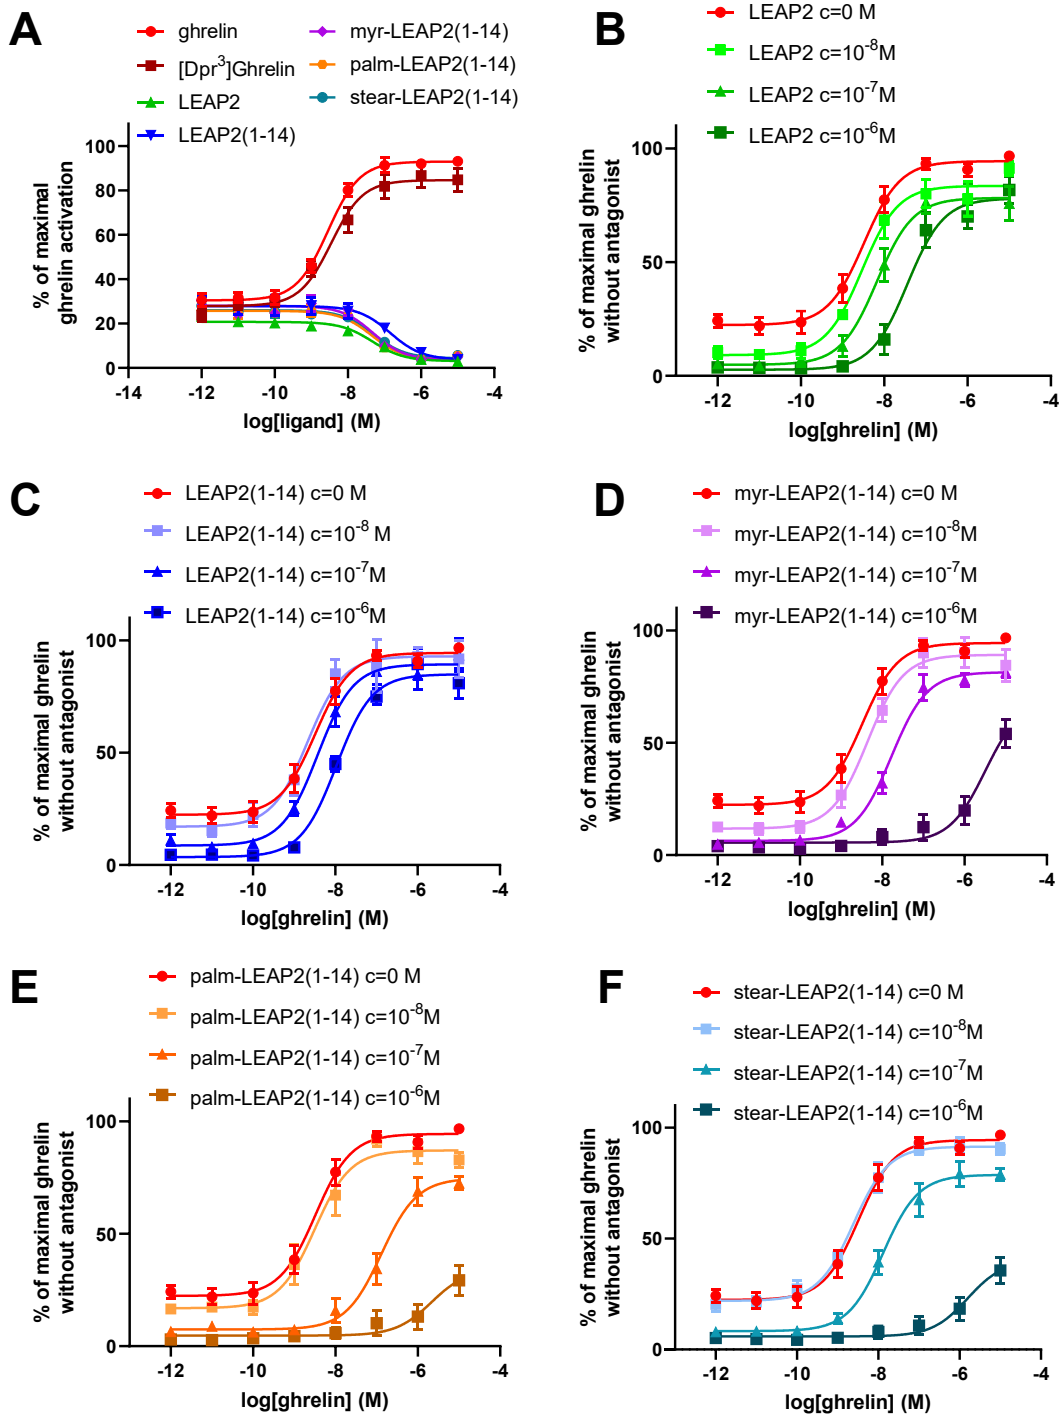 A
ghrelin
[Dpr³]Ghrelin
LEAP2
LEAP2(1-14)
myr-LEAP2(1-14)
palm-LEAP2(1-14)
stear-LEAP2(1-14)
% of maximal
ghrelin activation
100
80
60
40
20
0
-14 -12 -10 -8 -6 -4
log[ligand] (M)
B
LEAP2 c=0 M
LEAP2 c=10⁻⁸M
LEAP2 c=10⁻⁷M
LEAP2 c=10⁻⁶M
% of maximal ghrelin
without antagonist
100
50
0
-12 -10 -8 -6 -4
log[ghrelin] (M)
C
LEAP2(1-14) c=0 M
LEAP2(1-14) c=10⁻⁸ M
LEAP2(1-14) c=10⁻⁷M
LEAP2(1-14) c=10⁻⁶M
% of maximal ghrelin
without antagonist
100
50
0
-12 -10 -8 -6 -4
log[ghrelin] (M)
D
myr-LEAP2(1-14) c=0 M
myr-LEAP2(1-14) c=10⁻⁸M
myr-LEAP2(1-14) c=10⁻⁷M
myr-LEAP2(1-14) c=10⁻⁶M
% of maximal ghrelin
without antagonist
100
50
0
-12 -10 -8 -6 -4
log[ghrelin] (M)
E
palm-LEAP2(1-14) c=0 M
palm-LEAP2(1-14) c=10⁻⁸M
palm-LEAP2(1-14) c=10⁻⁷M
palm-LEAP2(1-14) c=10⁻⁶M
% of maximal ghrelin
without antagonist
100
50
0
-12 -10 -8 -6 -4
log[ghrelin] (M)
F
stear-LEAP2(1-14) c=0 M
stear-LEAP2(1-14) c=10⁻⁸M
stear-LEAP2(1-14) c=10⁻⁷M
stear-LEAP2(1-14) c=10⁻⁶M
% of maximal ghrelin
without antagonist
100
50
0
-12 -10 -8 -6 -4
log[ghrelin] (M)